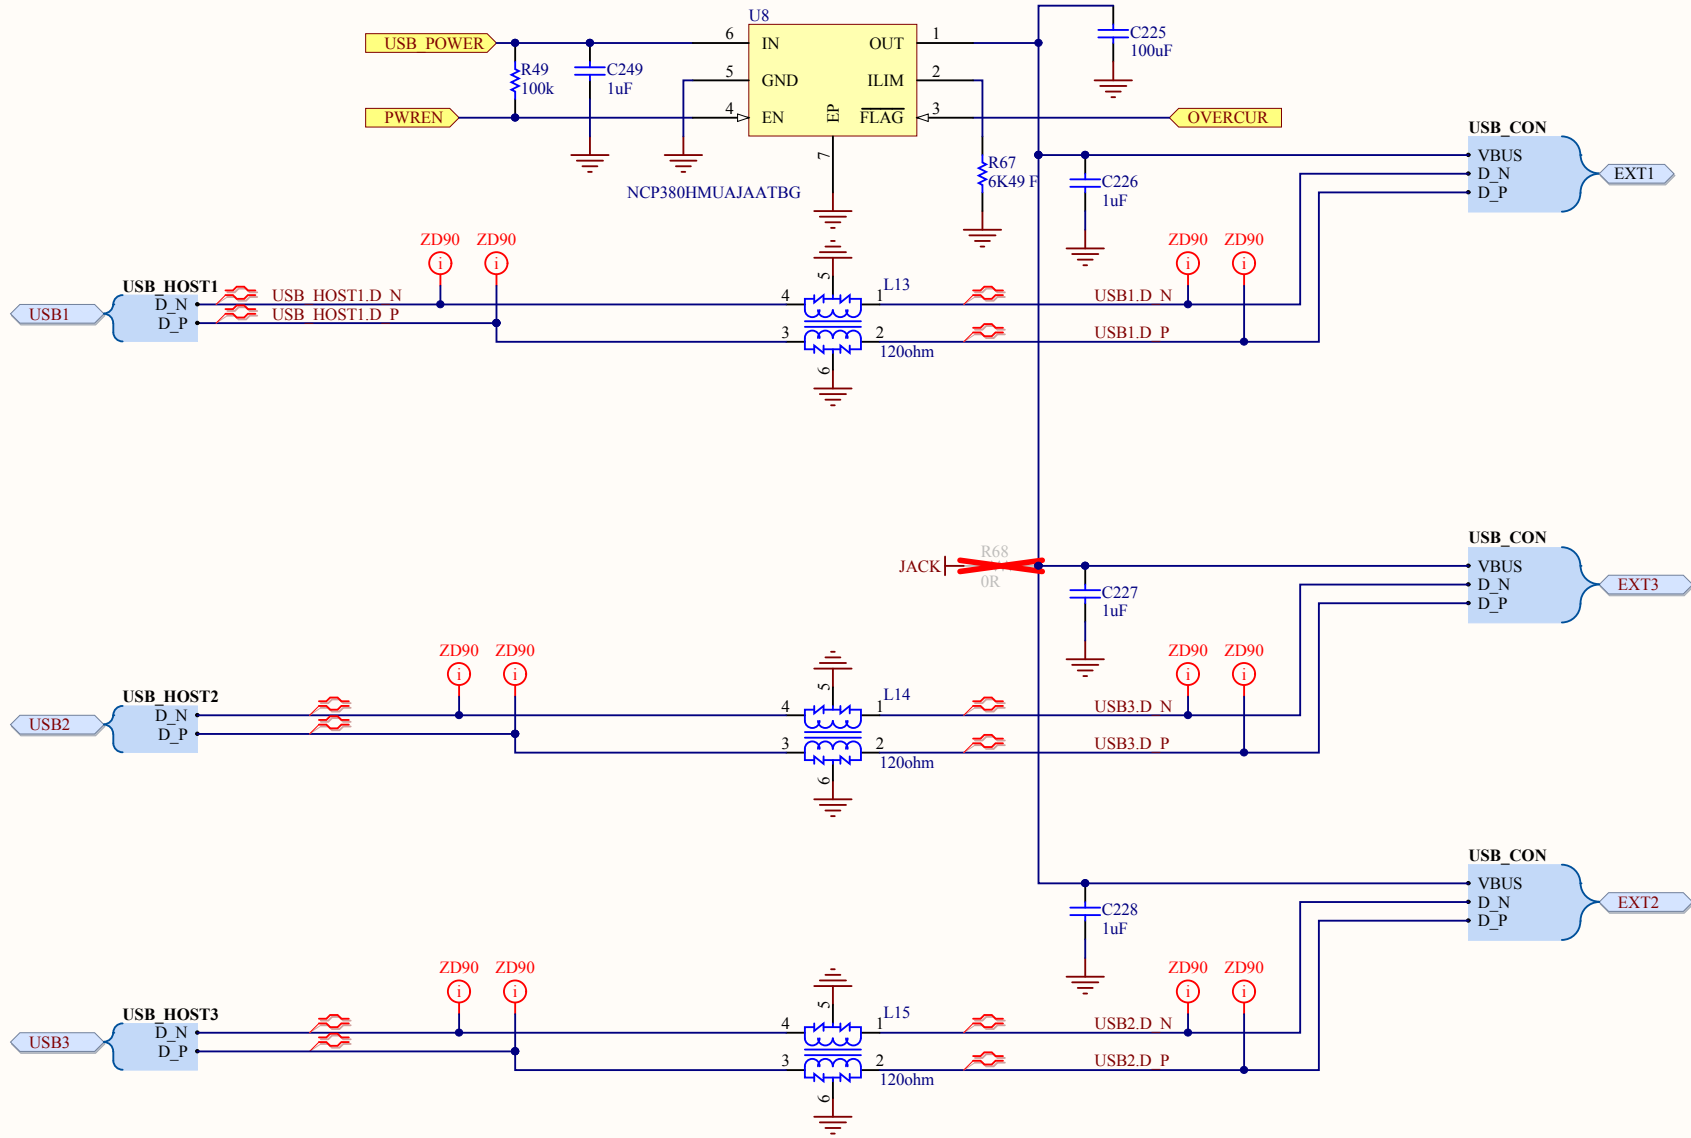 U8
USB_POWER
6
IN
OUT
1
C225
100uF
R49
100k
C249
1uF
5
GND
ILIM
2
PWREN
4
EN
EP
FLAG
3
OVERCUR
7
NCP380HMUAJAATBG
R67
6K49 F
C226
1uF
USB_CON
VBUS
D_N
D_P
EXT1
ZD90
ZD90
ZD90
ZD90
i
i
i
i
USB_HOST1
USB1
D_N
D_P
USB_HOST1.D_N
USB_HOST1.D_P
5
4
1
L13
3
2
120ohm
6
USB1.D_N
USB1.D_P
JACK
R68
0R
C227
1uF
USB_CON
VBUS
D_N
D_P
EXT3
ZD90
ZD90
ZD90
ZD90
i
i
i
i
USB_HOST2
USB2
D_N
D_P
5
4
1
L14
3
2
120ohm
6
USB3.D_N
USB3.D_P
C228
1uF
USB_CON
VBUS
D_N
D_P
EXT2
ZD90
ZD90
ZD90
ZD90
i
i
i
i
USB_HOST3
USB3
D_N
D_P
5
4
1
L15
3
2
120ohm
6
USB2.D_N
USB2.D_P